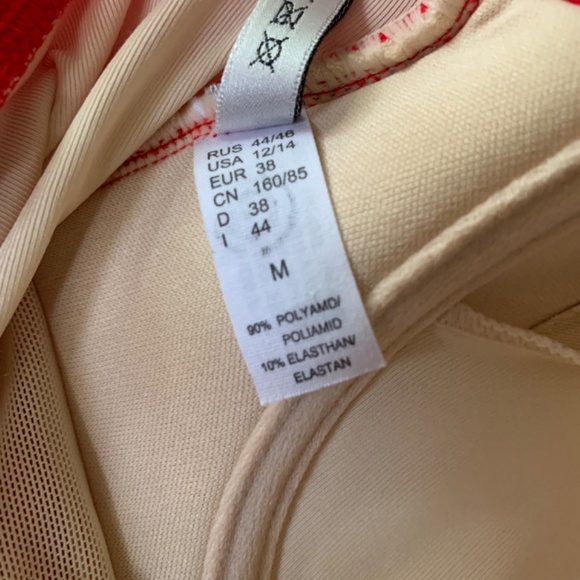 RUS 44/46
USA 12/14
EUR 38
CN 160/85
D 38
I 44
M
90% POLYAMD/
POLIAMID
10% ELASTHAN/
ELASTAN